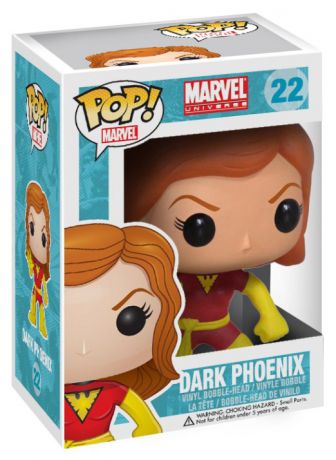 POP!
MARVEL
DARK PHOENIX
22
POP!
MARVEL
MARVEL
UNIVERSE
22
DARK PHOENIX
VINYL BOBBLE-HEAD / VINYLE BOBBLE
LA TÊTE / BOBBLE-HEAD DE VINILO
WARNING: CHOKING HAZARD - Small Parts.
Not for children under 3 years of age.